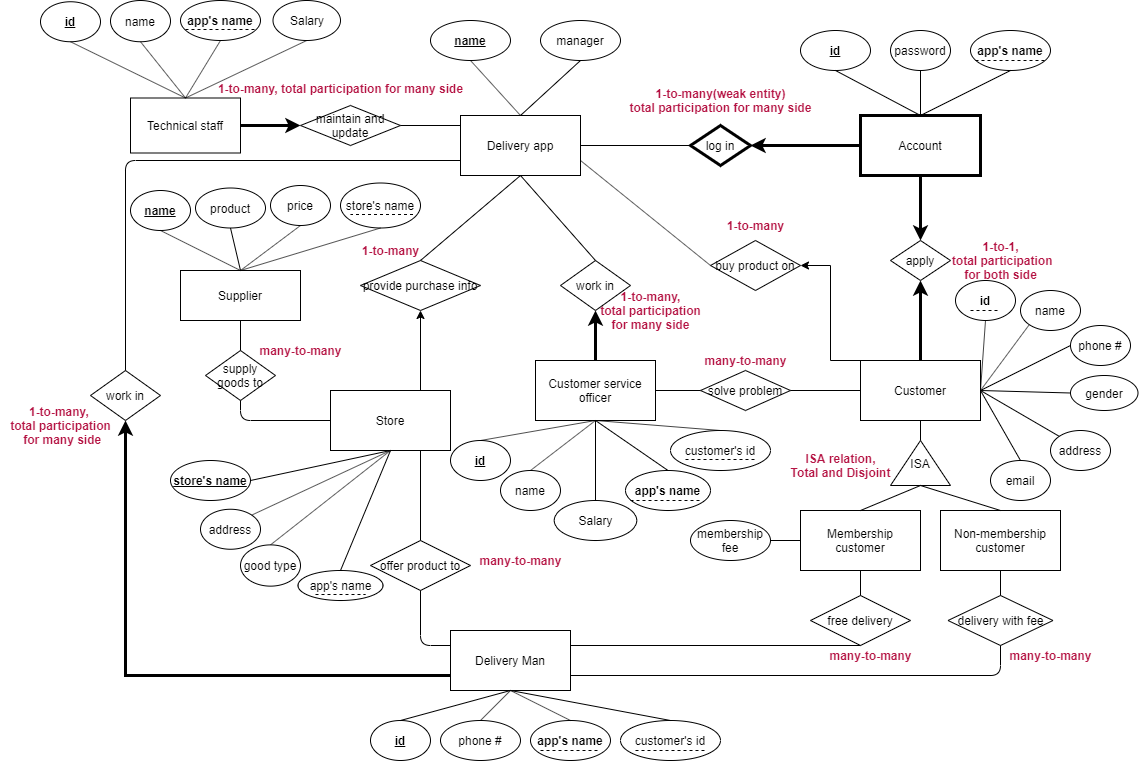 id
name
app's name
Salary
name
manager
id
password
app's name
1-to-many, total participation for many side
1-to-many(weak entity)
total participation for many side
Technical staff
maintain and
update
Delivery app
log in
Account
name
product
price
store's name
1-to-many
1-to-many
1-to-1,
total participation
for both side
apply
buy product on
Supplier
provide purchase info
work in
1-to-many,
total participation
for many side
id
name
phone #
gender
address
email
many-to-many
supply
goods to
many-to-many
Customer service
officer
solve problem
Customer
work in
1-to-many,
total participation
for many side
Store
ISA relation,
Total and Disjoint
ISA
store's name
address
good type
app's name
id
name
Salary
app's name
customer's id
membership
fee
Membership
customer
Non-membership
customer
offer product to
many-to-many
free delivery
delivery with fee
many-to-many
many-to-many
Delivery Man
id
phone #
app's name
customer's id